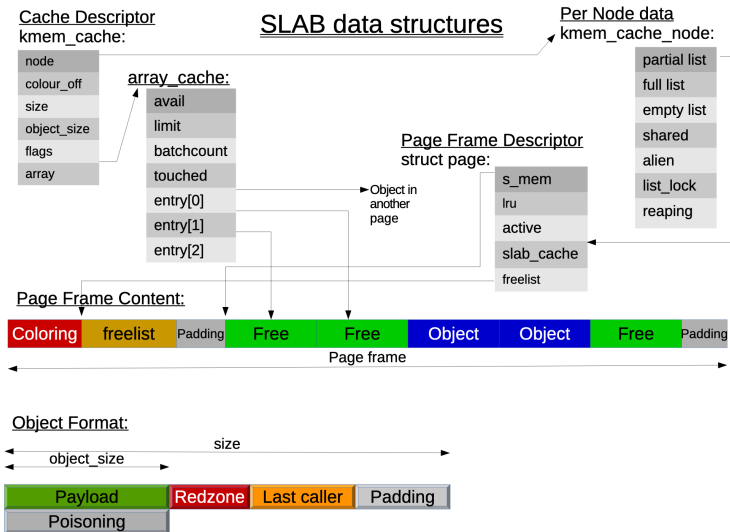 SLAB data structures
Cache Descriptor
kmem_cache:
node
colour_off
size
object_size
flags
array
array_cache:
avail
limit
batchcount
touched
entry[0]
entry[1]
entry[2]
Object in
another
page
Page Frame Descriptor
struct page:
s_mem
lru
active
slab_cache
freelist
Per Node data
kmem_cache_node:
partial list
full list
empty list
shared
alien
list_lock
reaping
Page Frame Content:
Coloring freelist Padding Free Free Object Object Free Padding
Page frame
Object Format:
size
object_size
Payload Redzone Last caller Padding
Poisoning